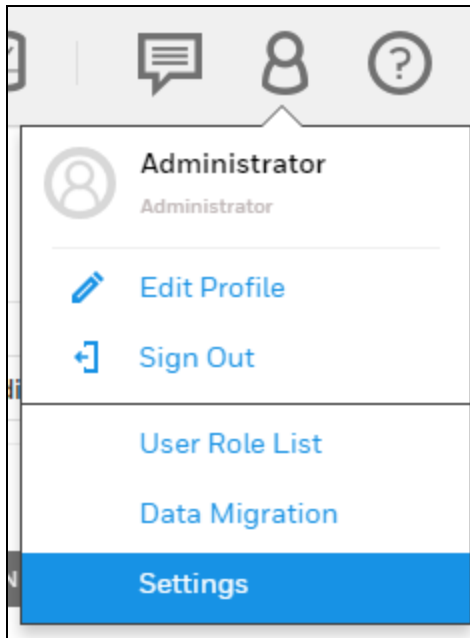 ?
Administrator
Administrator
Edit Profile
Sign Out
User Role List
Data Migration
Settings